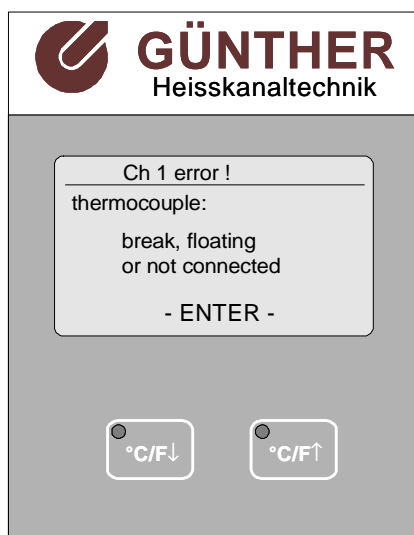 GÜNTHER
Heisskanaltechnik
Ch 1 error !
thermocouple:
break, floating
or not connected
- ENTER -
°C/F↓
°C/F↑